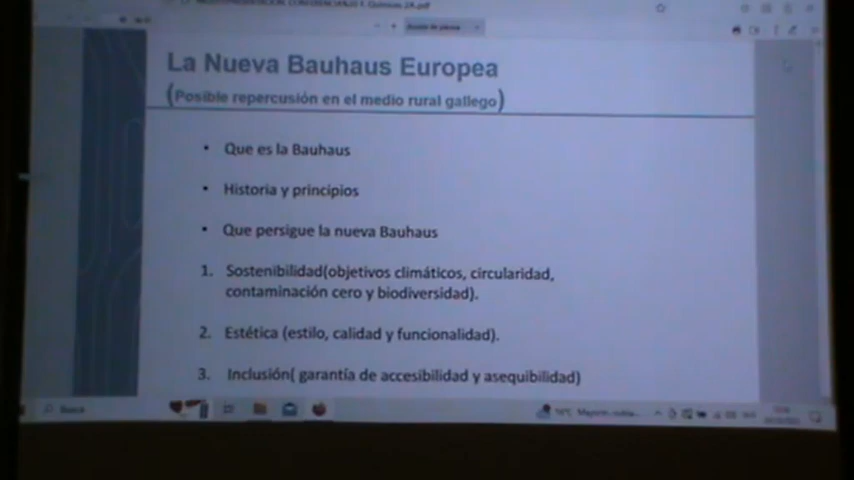 La Nueva Bauhaus Europea
(Posible repercusión en el medio rural gallego)
• Que es la Bauhaus
• Historia y principios
• Que persigue la nueva Bauhaus
1. Sostenibilidad(objetivos climáticos, circularidad,
contaminación cero y biodiversidad).
2. Estética (estilo, calidad y funcionalidad).
3. Inclusión( garantía de accesibilidad y asequibilidad)
Busca